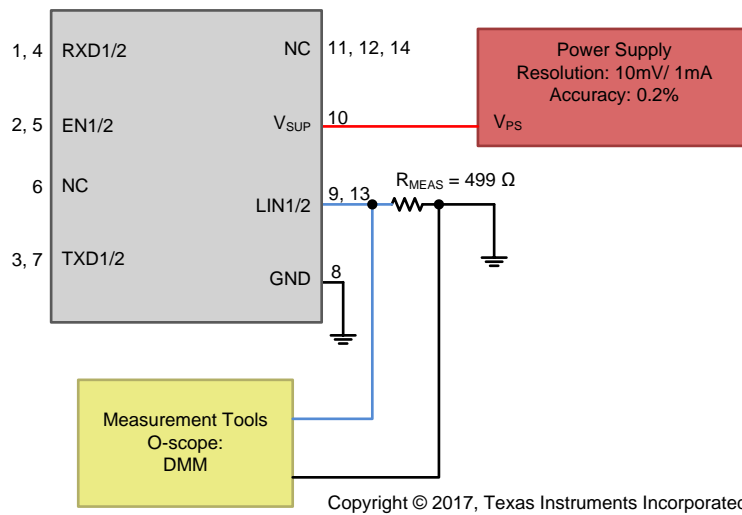 1, 4 RXD1/2 NC 11, 12, 14
2, 5 EN1/2 VSUP 10
6 NC
LIN1/2 9, 13
3, 7 TXD1/2
GND 8
Power Supply
Resolution: 10mV/ 1mA
Accuracy: 0.2%
VPS
RMEAS = 499 Ω
Measurement Tools
O-scope:
DMM
Copyright © 2017, Texas Instruments Incorporated